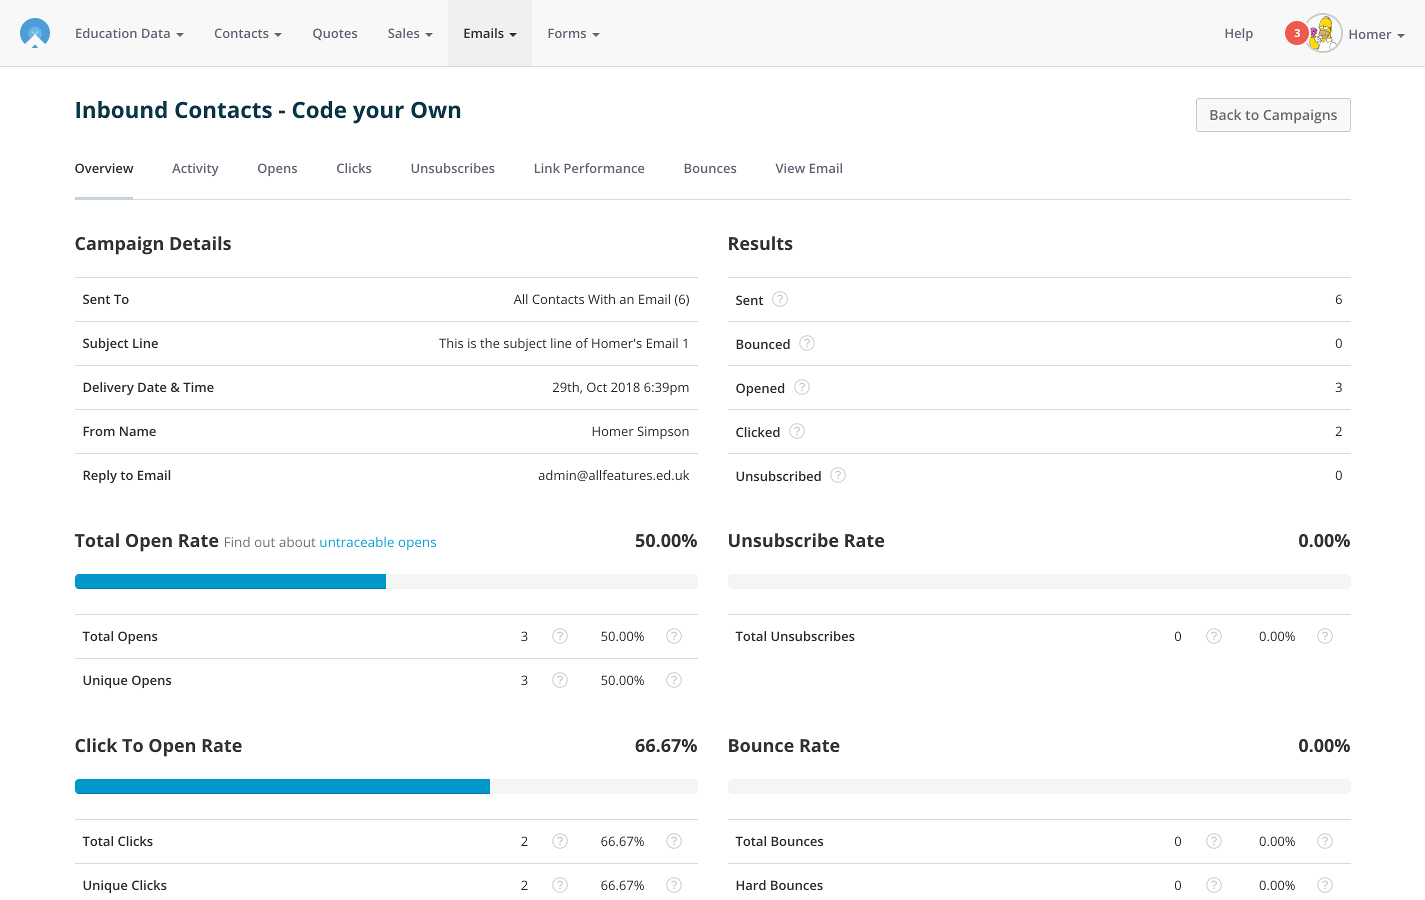 Education Data Contacts Quotes Sales Emails Forms Help 3 Homer
Inbound Contacts - Code your Own
Back to Campaigns
Overview Activity Opens Clicks Unsubscribes Link Performance Bounces View Email
Campaign Details
Sent To All Contacts With an Email (6)
Subject Line This is the subject line of Homer's Email 1
Delivery Date & Time 29th, Oct 2018 6:39pm
From Name Homer Simpson
Reply to Email admin@allfeatures.ed.uk
Results
Sent ? 6
Bounced ? 0
Opened ? 3
Clicked ? 2
Unsubscribed ? 0
Total Open Rate Find out about untraceable opens 50.00%
Total Opens 3 ? 50.00% ?
Unique Opens 3 ? 50.00% ?
Unsubscribe Rate 0.00%
Total Unsubscribes 0 ? 0.00% ?
Click To Open Rate 66.67%
Total Clicks 2 ? 66.67% ?
Unique Clicks 2 ? 66.67% ?
Bounce Rate 0.00%
Total Bounces 0 ? 0.00% ?
Hard Bounces 0 ? 0.00% ?